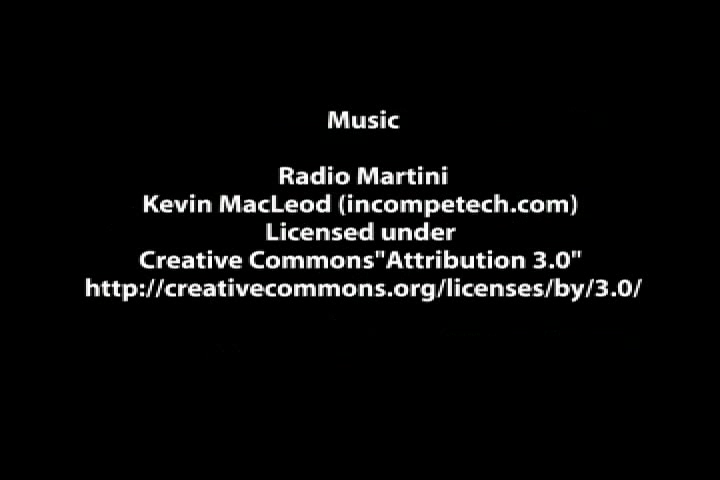 Music
Radio Martini
Kevin MacLeod (incompetech.com)
Licensed under
Creative Commons"Attribution 3.0"
http://creativecommons.org/licenses/by/3.0/